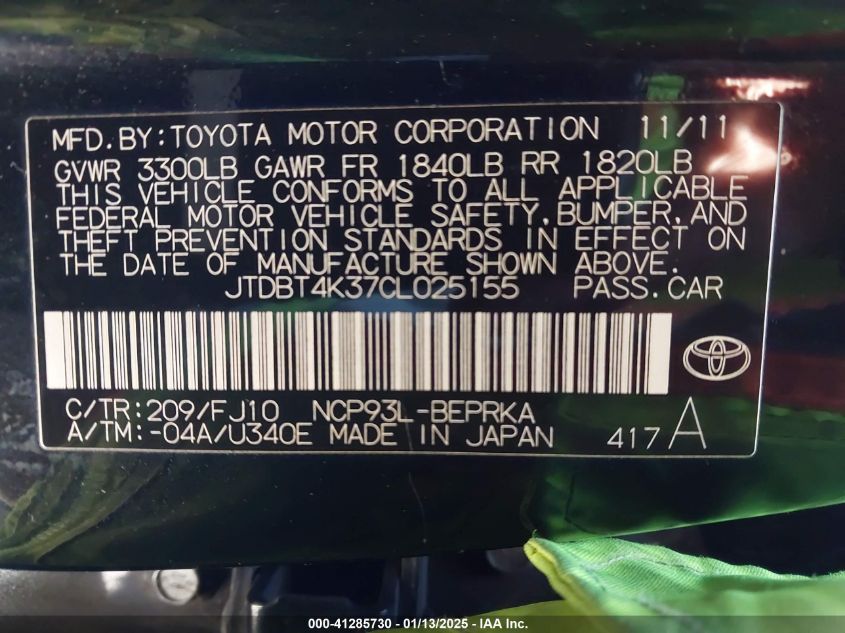 MFD.BY:TOYOTA MOTOR CORPORATION 11/11
GVWR 3300LB GAWR FR 1840LB RR 1820LB
THIS VEHICLE CONFORMS TO ALL APPLICABLE
FEDERAL MOTOR VEHICLE SAFETY,BUMPER,AND
THEFT PREVENTION STANDARDS IN EFFECT ON
THE DATE OF MANUFACTURE SHOWN ABOVE.
JTDBT4K37CL025155 PASS.CAR
C/TR:209/FJ10 NCP93L-BEPRKA
A/TM:-04A/U340E MADE IN JAPAN 417A
000-41285730 - 01/13/2025 - IAA Inc.